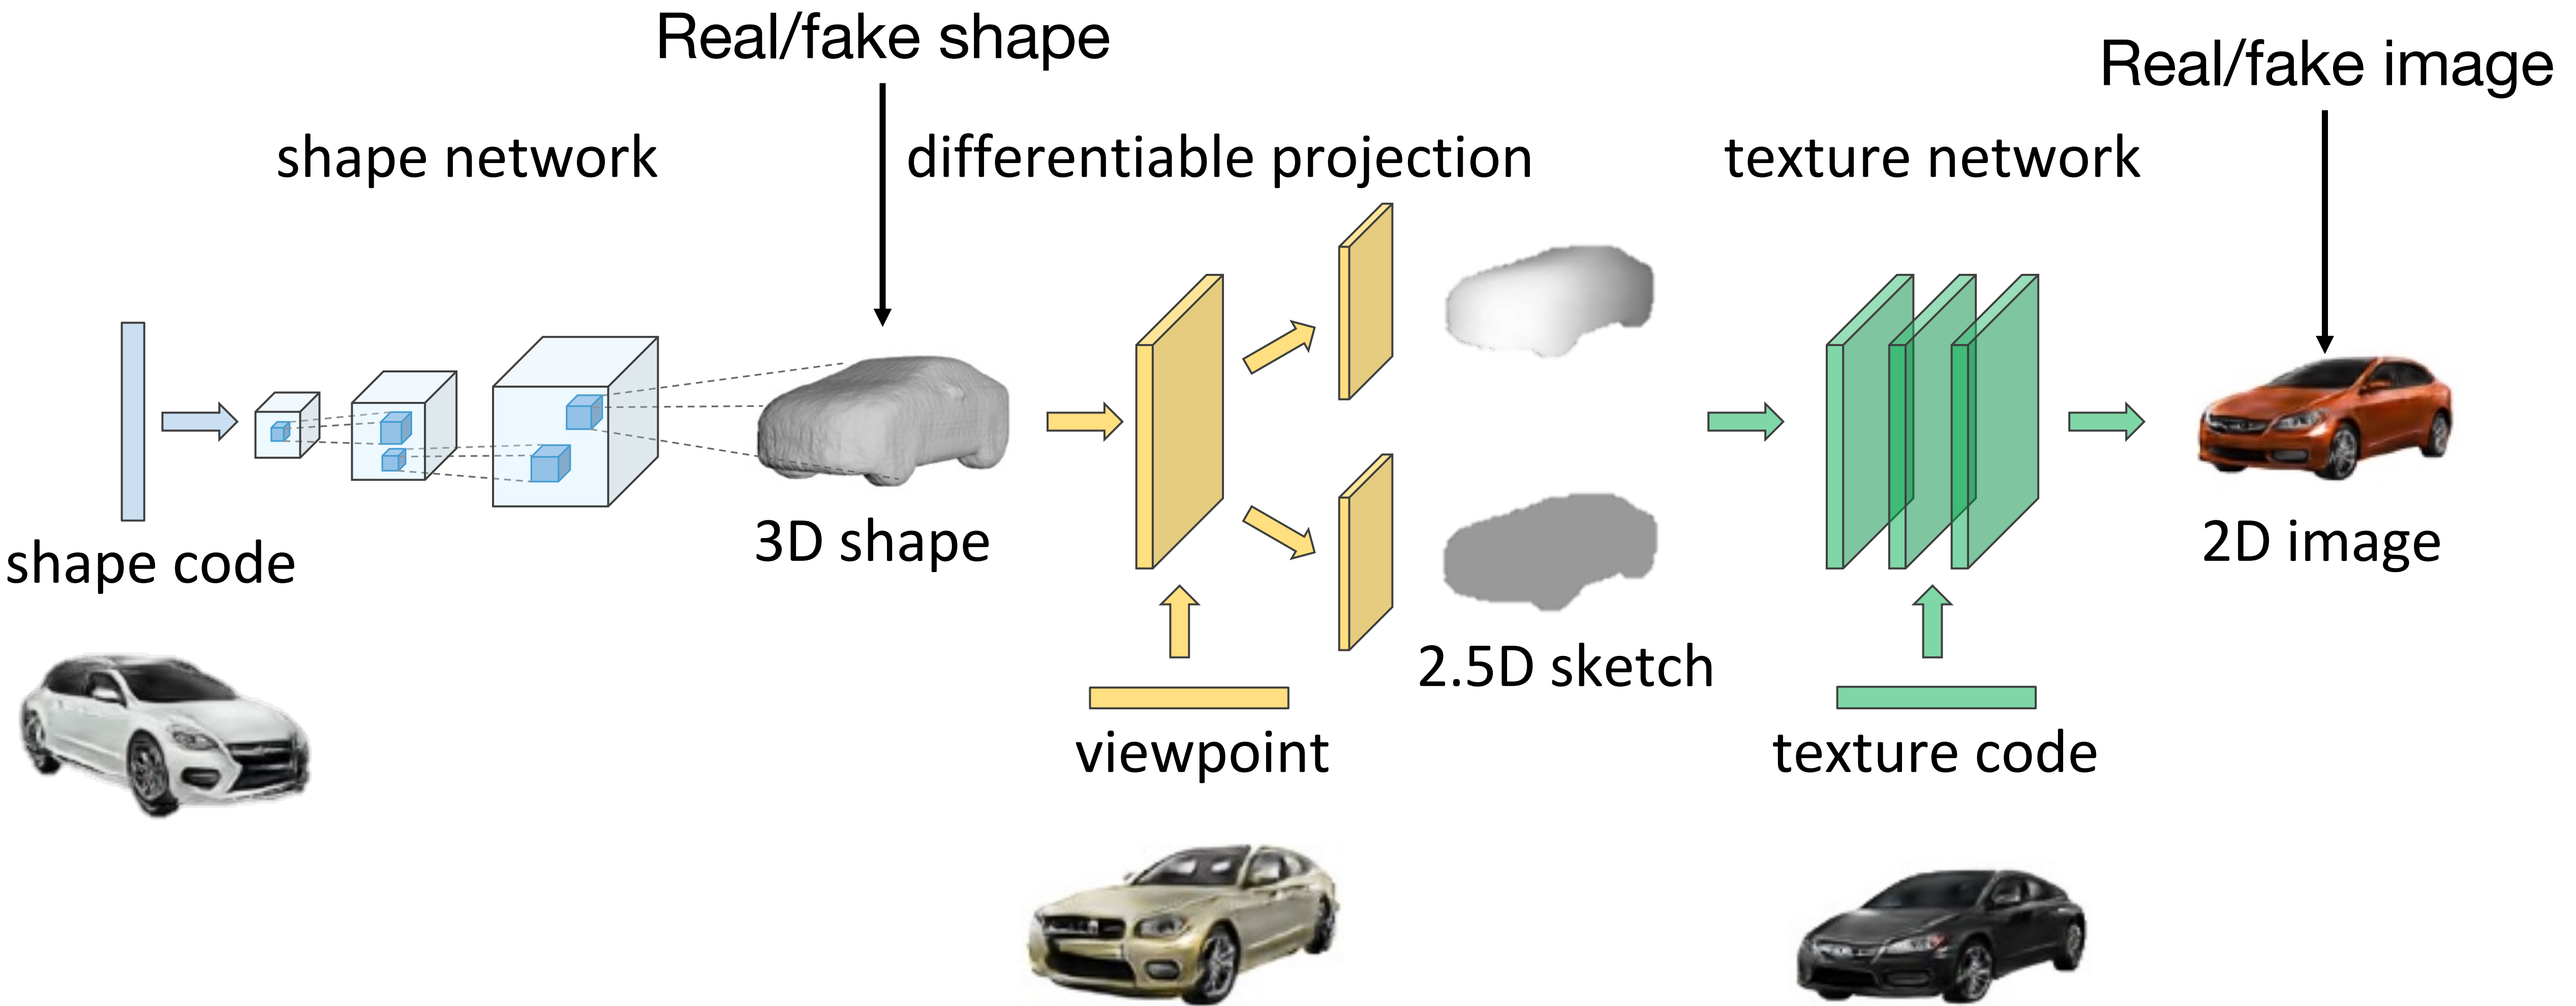 Real/fake shape
Real/fake image
shape network
differentiable projection
texture network
shape code
3D shape
2.5D sketch
2D image
viewpoint
texture code